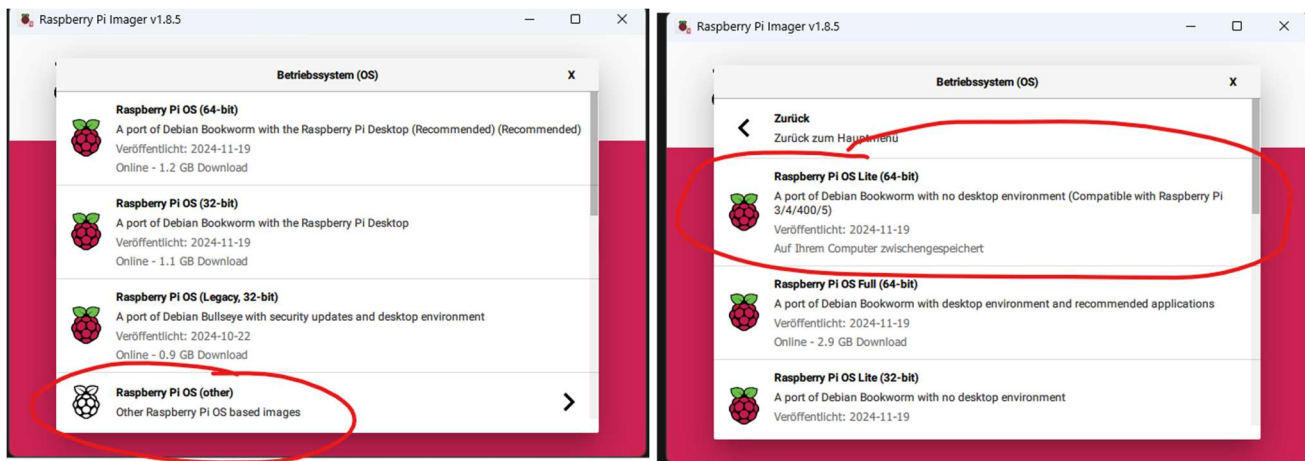 Raspberry Pi Imager v1.8.5
Betriebssystem (OS)
X
Raspberry Pi OS (64-bit)
A port of Debian Bookworm with the Raspberry Pi Desktop (Recommended) (Recommended)
Veröffentlicht: 2024-11-19
Online - 1.2 GB Download
Raspberry Pi OS (32-bit)
A port of Debian Bookworm with the Raspberry Pi Desktop
Veröffentlicht: 2024-11-19
Online - 1.1 GB Download
Raspberry Pi OS (Legacy, 32-bit)
A port of Debian Bullseye with security updates and desktop environment
Veröffentlicht: 2024-10-22
Online - 0.9 GB Download
Raspberry Pi OS (other)
Other Raspberry Pi OS based images
Raspberry Pi Imager v1.8.5
Betriebssystem (OS)
X
Zurück
Zurück zum Hauptmenü
Raspberry Pi OS Lite (64-bit)
A port of Debian Bookworm with no desktop environment (Compatible with Raspberry Pi
3/4/400/5)
Veröffentlicht: 2024-11-19
Auf Ihrem Computer zwischengespeichert
Raspberry Pi OS Full (64-bit)
A port of Debian Bookworm with desktop environment and recommended applications
Veröffentlicht: 2024-11-19
Online - 2.9 GB Download
Raspberry Pi OS Lite (32-bit)
A port of Debian Bookworm with no desktop environment
Veröffentlicht: 2024-11-19